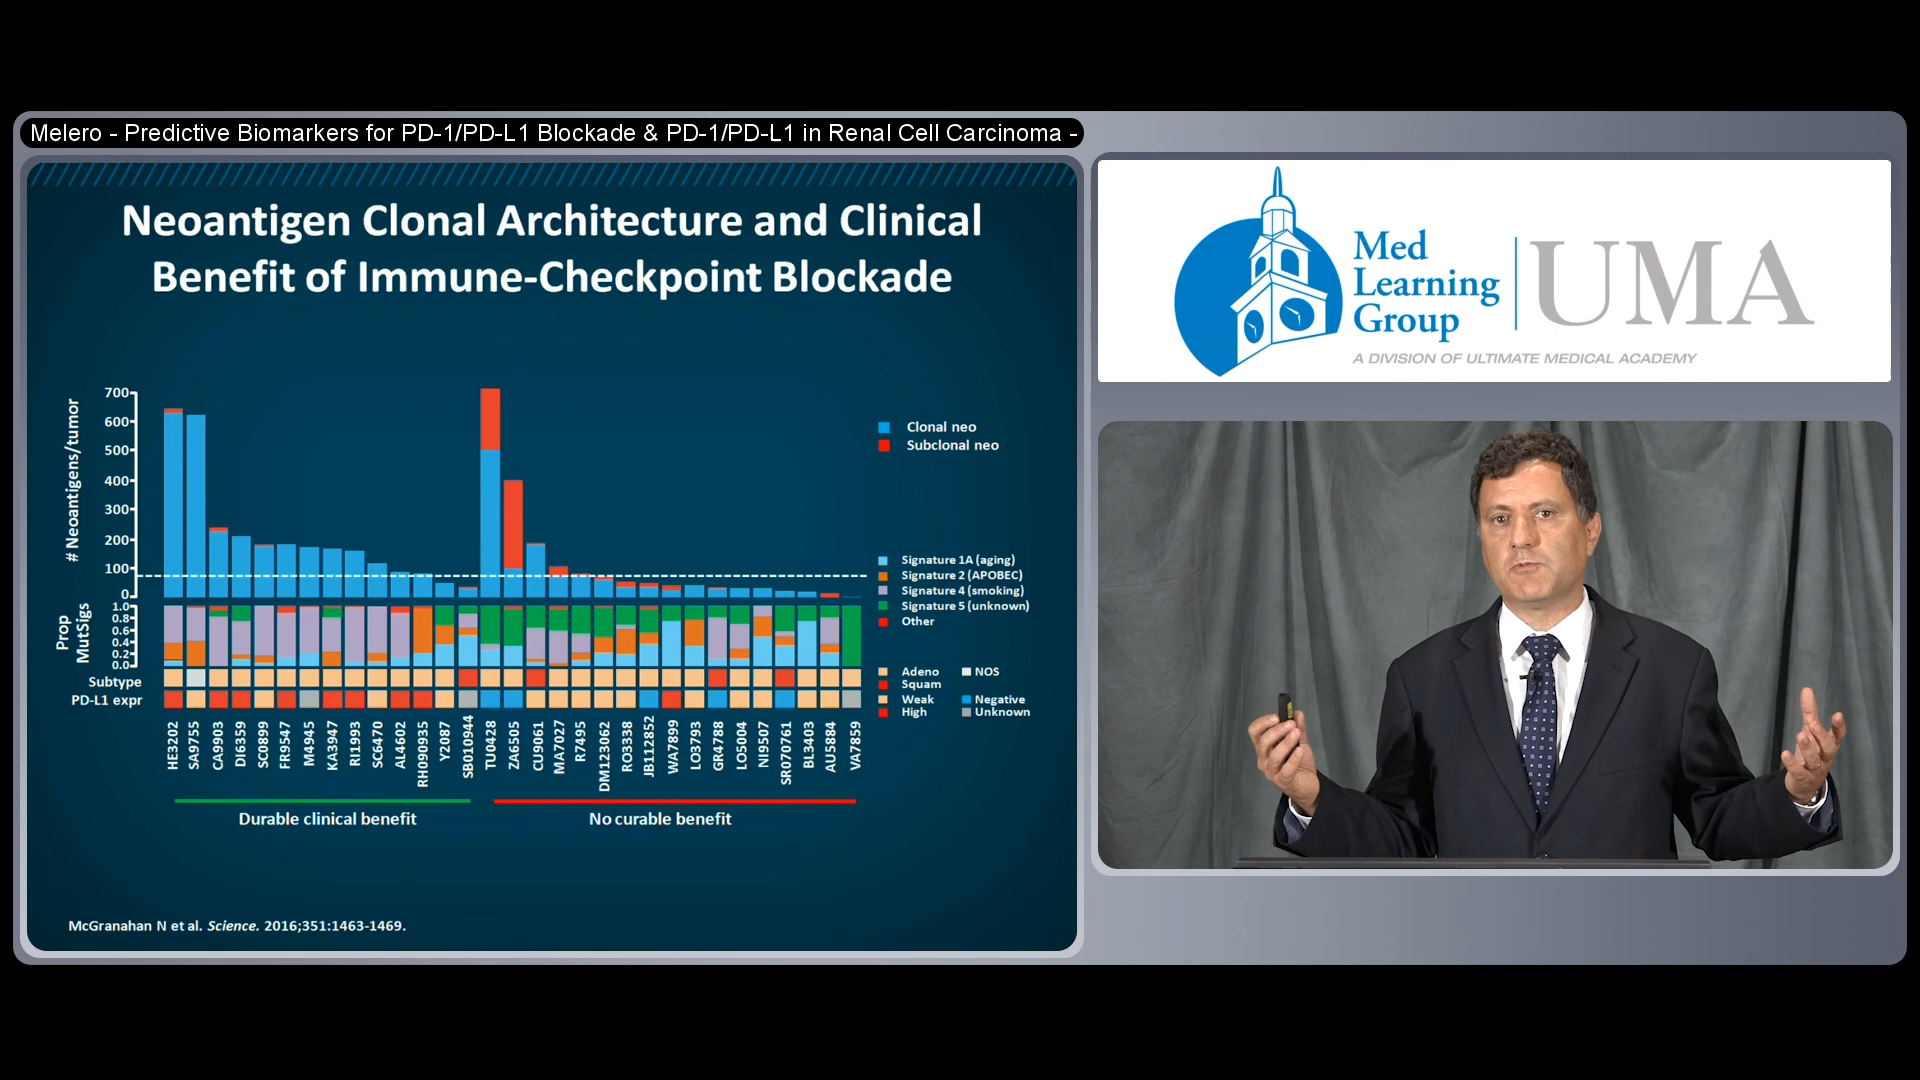 Melero - Predictive Biomarkers for PD-1/PD-L1 Blockade & PD-1/PD-L1 in Renal Cell Carcinoma -
Neoantigen Clonal Architecture and Clinical
Benefit of Immune-Checkpoint Blockade
# Neoantigens/tumor
700
600
500
400
300
200
100
0
Clonal neo
Subclonal neo
Prop
MutSigs
1.0
0.8
0.6
0.4
0.2
0.0
Signature 1A (aging)
Signature 2 (APOBEC)
Signature 4 (smoking)
Signature 5 (unknown)
Other
Subtype
PD-L1 expr
Adeno
NOS
Squam
Weak
Negative
High
Unknown
HE3202
SA9755
CA9903
DI6359
SC0899
FR9547
M4945
KA3947
RI1993
SC6470
AL4602
RH090935
Y2087
SB010944
TU0428
ZA6505
CU9061
MA7027
R7495
DM123062
RO3338
JB112852
WA7899
LO3793
GR4788
LO5004
NI9507
SR070761
BL3403
AU5884
VA7859
Durable clinical benefit
No curable benefit
McGranahan N et al. Science. 2016;351:1463-1469.
Med
Learning
Group
UMA
A DIVISION OF ULTIMATE MEDICAL ACADEMY